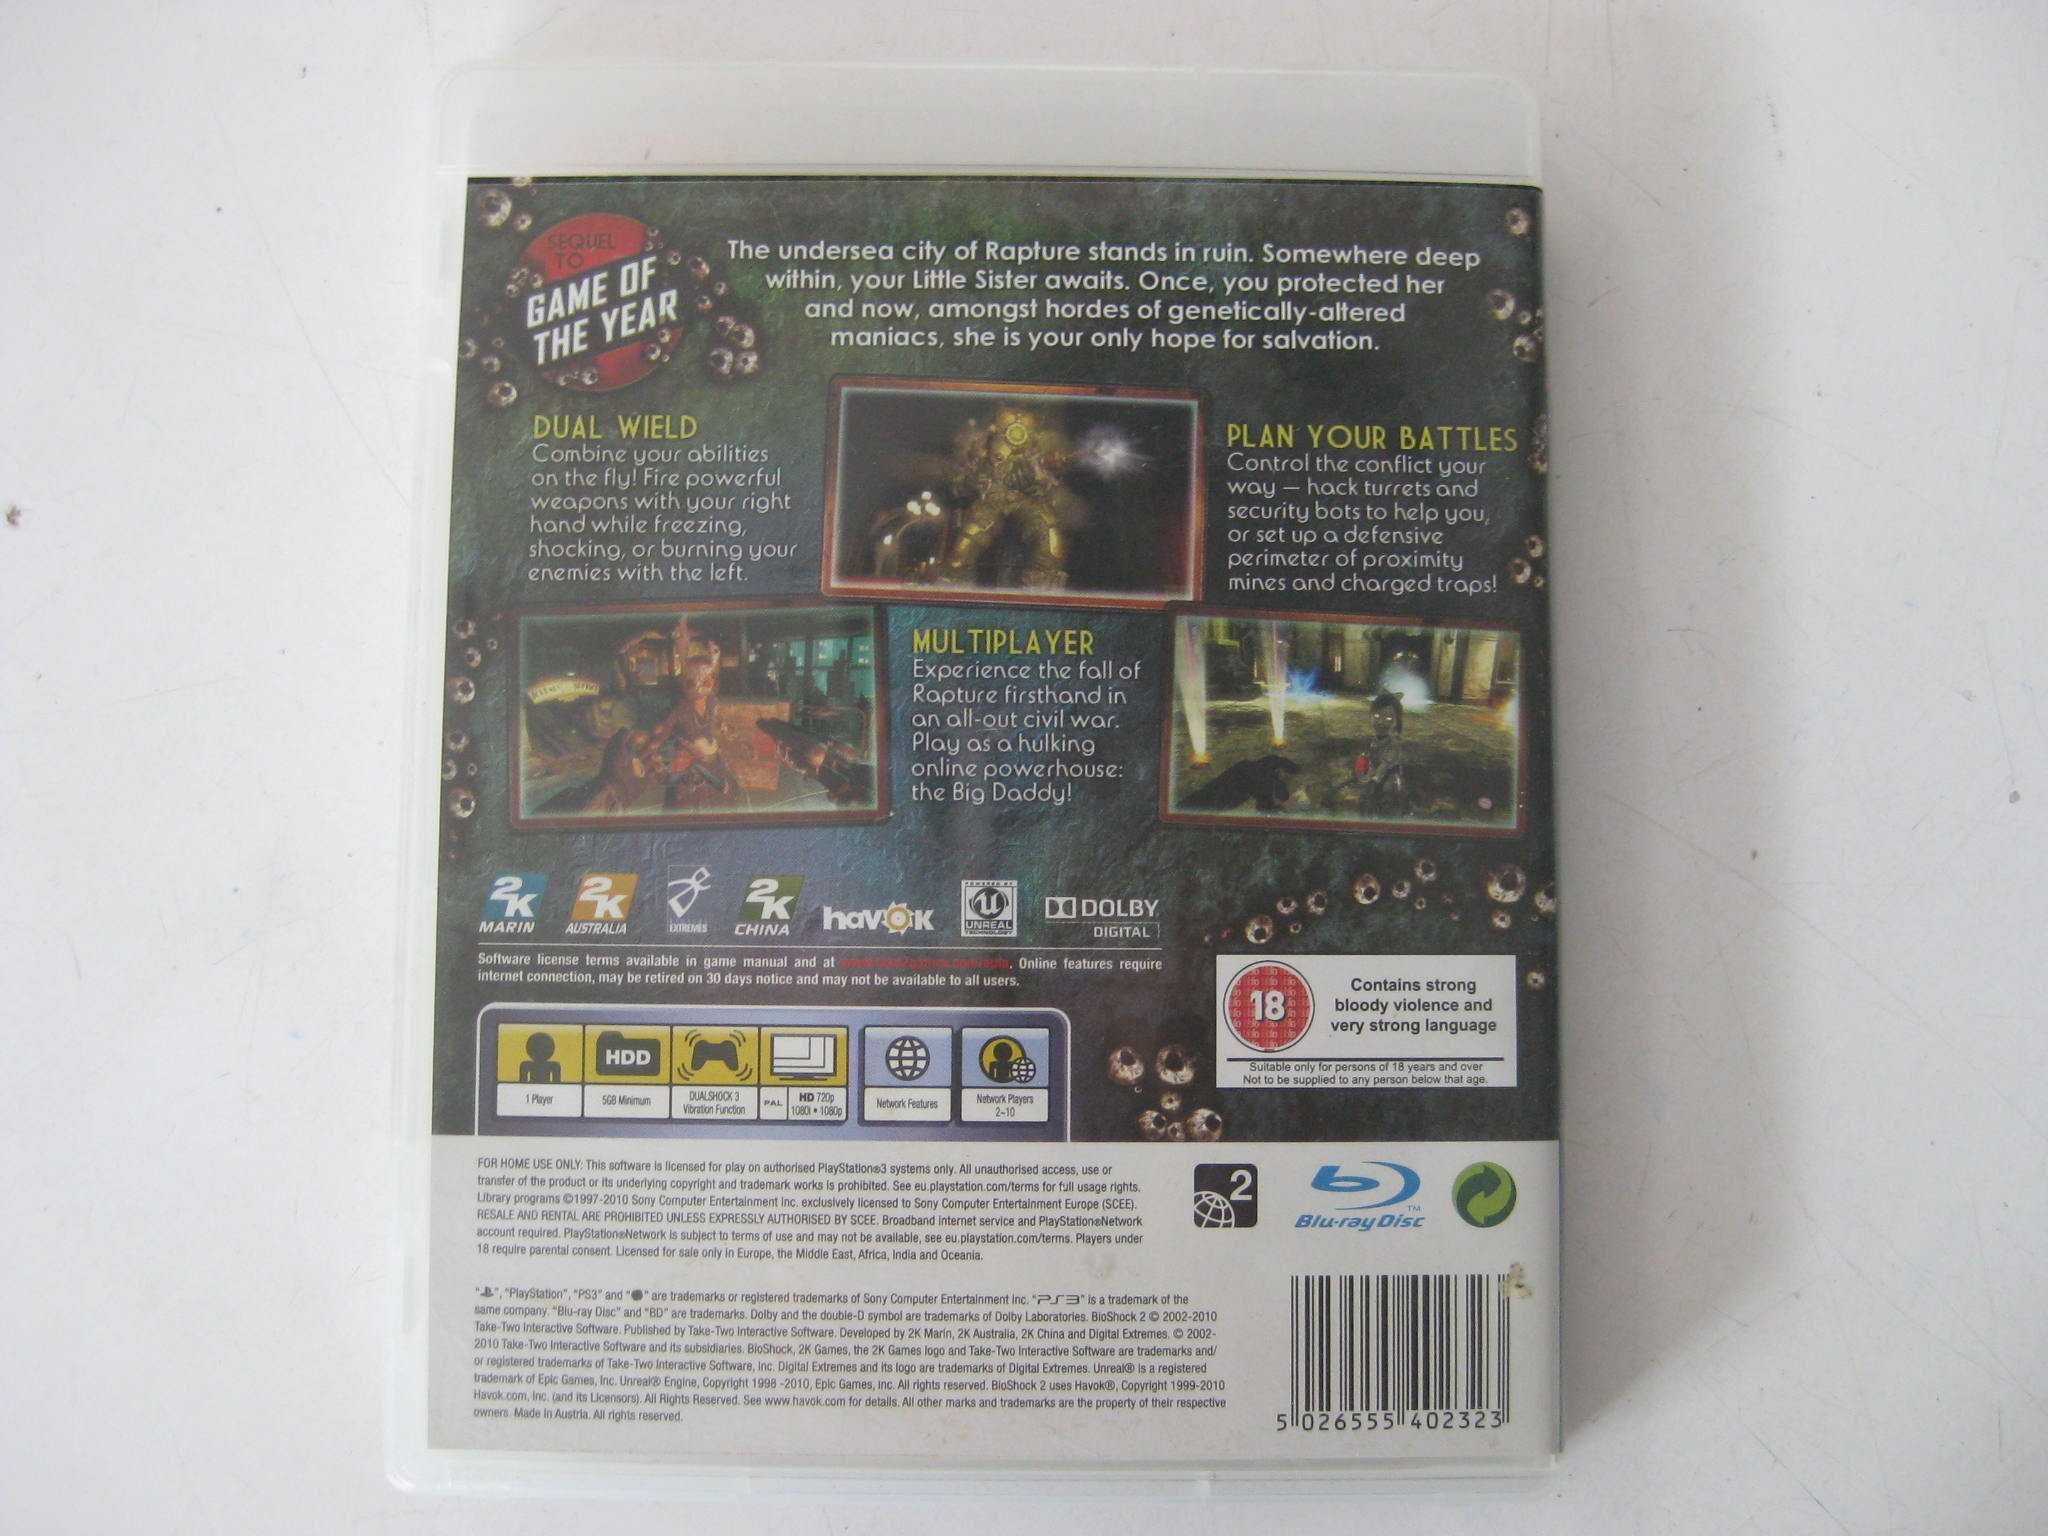 SEQUEL
TO
GAME OF
THE YEAR
The undersea city of Rapture stands in ruin. Somewhere deep
within, your Little Sister awaits. Once, you protected her
and now, amongst hordes of genetically-altered
maniacs, she is your only hope for salvation.
DUAL WIELD
Combine your abilities
on the fly! Fire powerful
weapons with your right
hand while freezing,
shocking, or burning your
enemies with the left.
PLAN YOUR BATTLES
Control the conflict your
way — hack turrets and
security bots to help you,
or set up a defensive
perimeter of proximity
mines and charged traps!
MULTIPLAYER
Experience the fall of
Rapture firsthand in
an all-out civil war.
Play as a hulking
online powerhouse:
the Big Daddy!
2K MARIN
2K AUSTRALIA
EXTREMES
2K CHINA
havok
POWERED BY
UNREAL
TECHNOLOGY
DOLBY
DIGITAL
Software license terms available in game manual and at . Online features require
internet connection, may be retired on 30 days notice and may not be available to all users.
18
Contains strong
bloody violence and
very strong language
Suitable only for persons of 18 years and over
Not to be supplied to any person below that age.
HDD
1 Player
5GB Minimum
DUALSHOCK 3
Vibration Function
PAL
HD 720p
1080i • 1080p
Network Features
Network Players
2-10
FOR HOME USE ONLY: This software is licensed for play on authorised PlayStation®3 systems only. All unauthorised access, use or
transfer of the product or its underlying copyright and trademark works is prohibited. See eu.playstation.com/terms for full usage rights.
Library programs ©1997-2010 Sony Computer Entertainment Inc. exclusively licensed to Sony Computer Entertainment Europe (SCEE).
RESALE AND RENTAL ARE PROHIBITED UNLESS EXPRESSLY AUTHORISED BY SCEE. Broadband internet service and PlayStation®Network
account required. PlayStation®Network is subject to terms of use and may not be available, see eu.playstation.com/terms. Players under
18 require parental consent. Licensed for sale only in Europe, the Middle East, Africa, India and Oceania.
2
Blu-ray Disc
TM
"", "PlayStation", "PS3" and "" are trademarks or registered trademarks of Sony Computer Entertainment Inc. "PS3" is a trademark of the
same company. "Blu-ray Disc" and "BD" are trademarks. Dolby and the double-D symbol are trademarks of Dolby Laboratories. BioShock 2 © 2002-2010
Take-Two Interactive Software. Published by Take-Two Interactive Software. Developed by 2K Marin, 2K Australia, 2K China and Digital Extremes. © 2002-
2010 Take-Two Interactive Software and its subsidiaries. BioShock, 2K Games, the 2K Games logo and Take-Two Interactive Software are trademarks and/
or registered trademarks of Take-Two Interactive Software, Inc. Digital Extremes and its logo are trademarks of Digital Extremes. Unreal® is a registered
trademark of Epic Games, Inc. Unreal® Engine, Copyright 1998 -2010, Epic Games, Inc. All rights reserved. BioShock 2 uses Havok®, Copyright 1999-2010
Havok.com, Inc. (and its Licensors). All Rights Reserved. See www.havok.com for details. All other marks and trademarks are the property of their respective
owners. Made in Austria. All rights reserved.
5 026555 402323